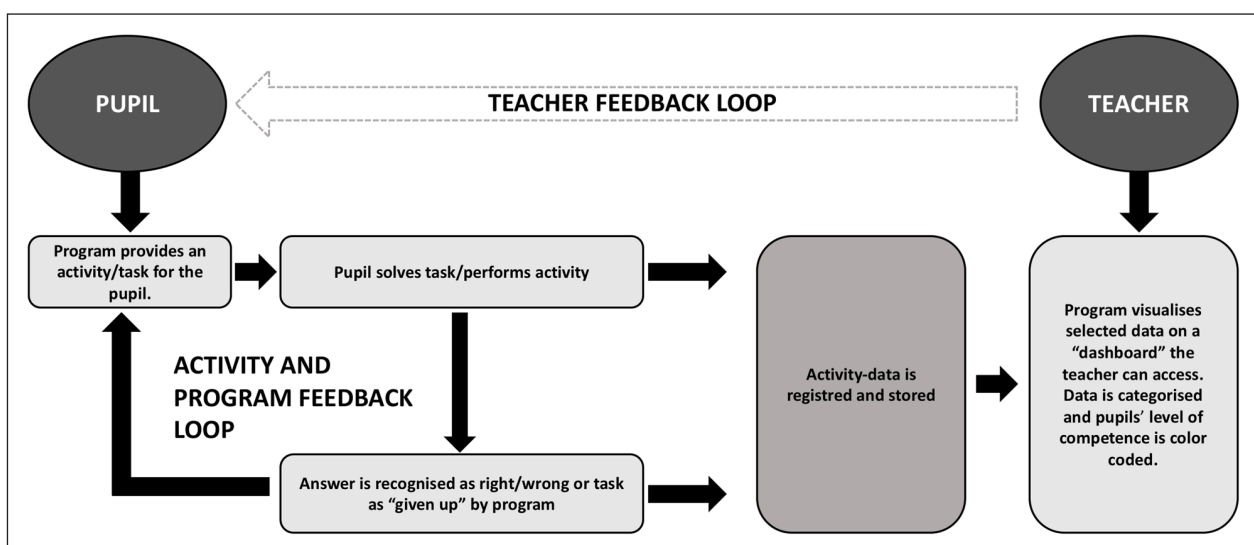 PUPIL
TEACHER FEEDBACK LOOP
TEACHER
Program provides an
activity/task for the
pupil.
Pupil solves task/performs activity
ACTIVITY AND
PROGRAM FEEDBACK
LOOP
Answer is recognised as right/wrong or task
as “given up” by program
Activity-data is
registred and stored
Program visualises
selected data on a
“dashboard” the
teacher can access.
Data is categorised
and pupils’ level of
competence is color
coded.